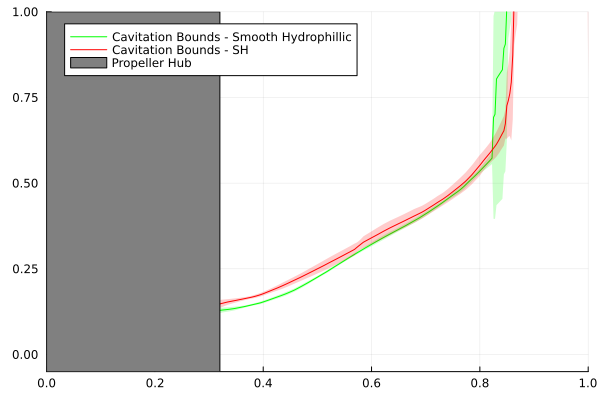 1.00
Cavitation Bounds - Smooth Hydrophillic
Cavitation Bounds - SH
Propeller Hub
0.75
0.50
0.25
0.00
0.0 0.2 0.4 0.6 0.8 1.0